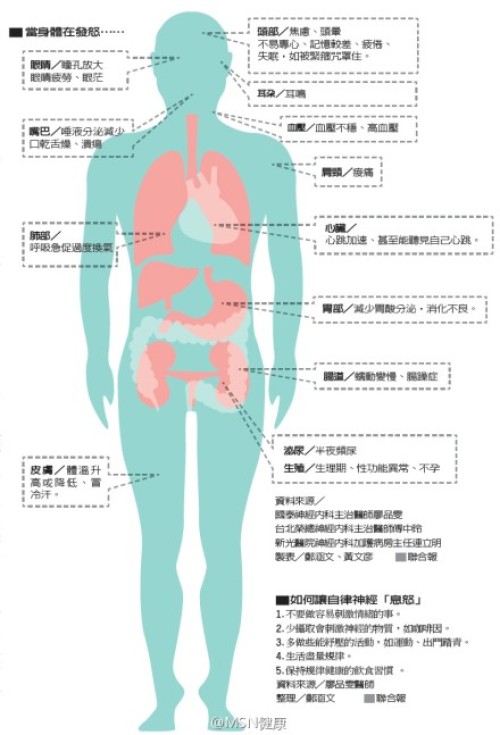 ■當身體在發怒⋯⋯
眼睛／瞳孔放大
眼睛疲勞、眼茫
嘴巴／唾液分泌減少
口乾舌燥、潰瘍
肺部／
呼吸急促過度換氣
皮膚／體溫升
高或降低、冒
冷汗。
頭部／焦慮、頭暈
不易專心、記憶較差、疲倦、
失眠，如被緊箍咒罩住。
耳朵／耳鳴
血壓／血壓不穩、高血壓
肩頸／痠痛
心臟／
心跳加速、甚至能聽見自己心跳。
胃部／減少胃酸分泌，消化不良。
腸道／蠕動變慢、腸躁症
泌尿／半夜頻尿
生殖／生理期、性功能異常、不孕
資料來源／
國泰神經內科主治醫師廖品雯
台北榮總神經內科主治醫師傅中玲
新光醫院神經內科加護病房主任連立明
製表／鄭涵文、黃文彥 ■聯合報
■如何讓自律神經「息怒」
1.不要做容易刺激情緒的事。
2.少攝取會刺激神經的物質，如咖啡因。
3.多做些能紓壓的活動，如運動、出門踏青。
4.生活盡量規律。
5.保持規律健康的飲食習慣 。
資料來源／廖品雯醫師
整理／鄭涵文 ■聯合報
@MSN健康